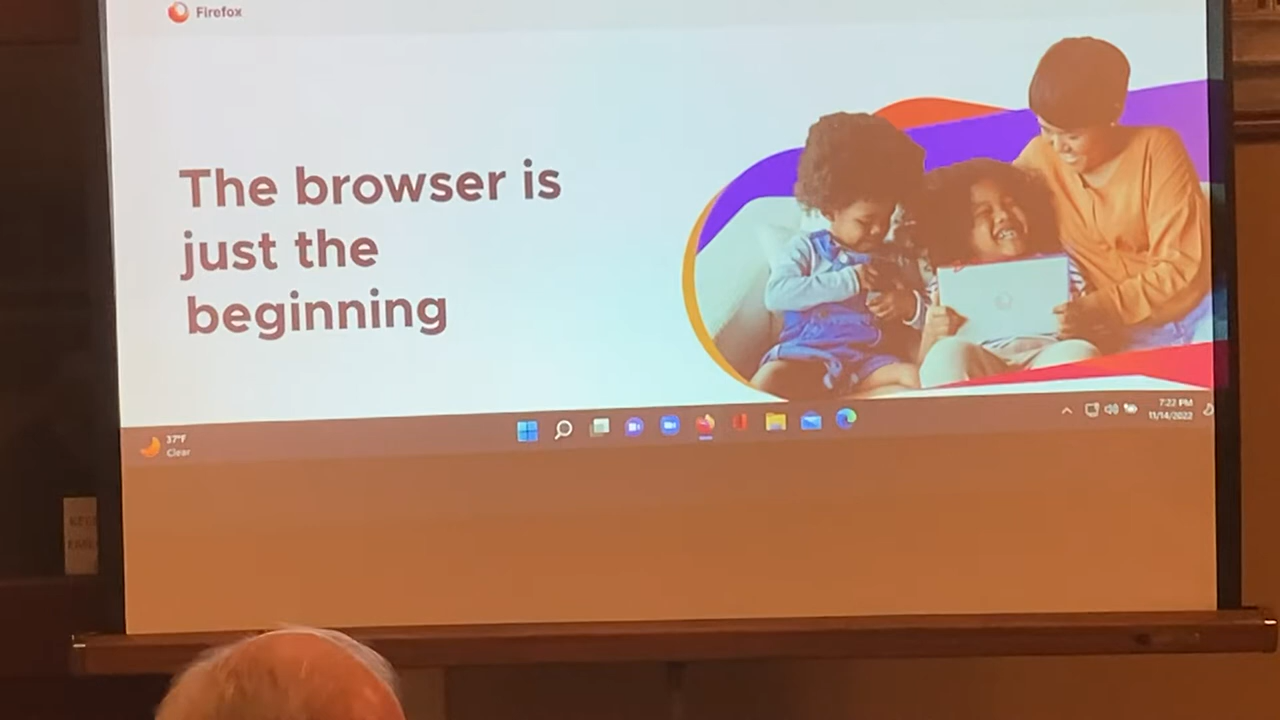 Firefox
The browser is
just the
beginning
37°F
Clear
7:22 PM
11/14/2022